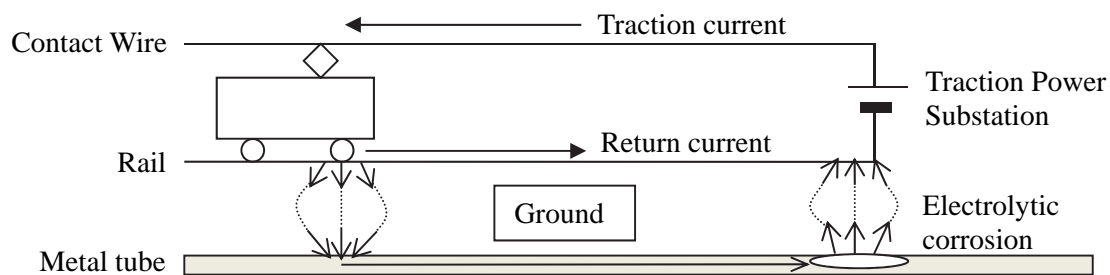 Traction current
Contact Wire
Traction Power
Substation
Return current
Rail
Ground
Electrolytic
corrosion
Metal tube